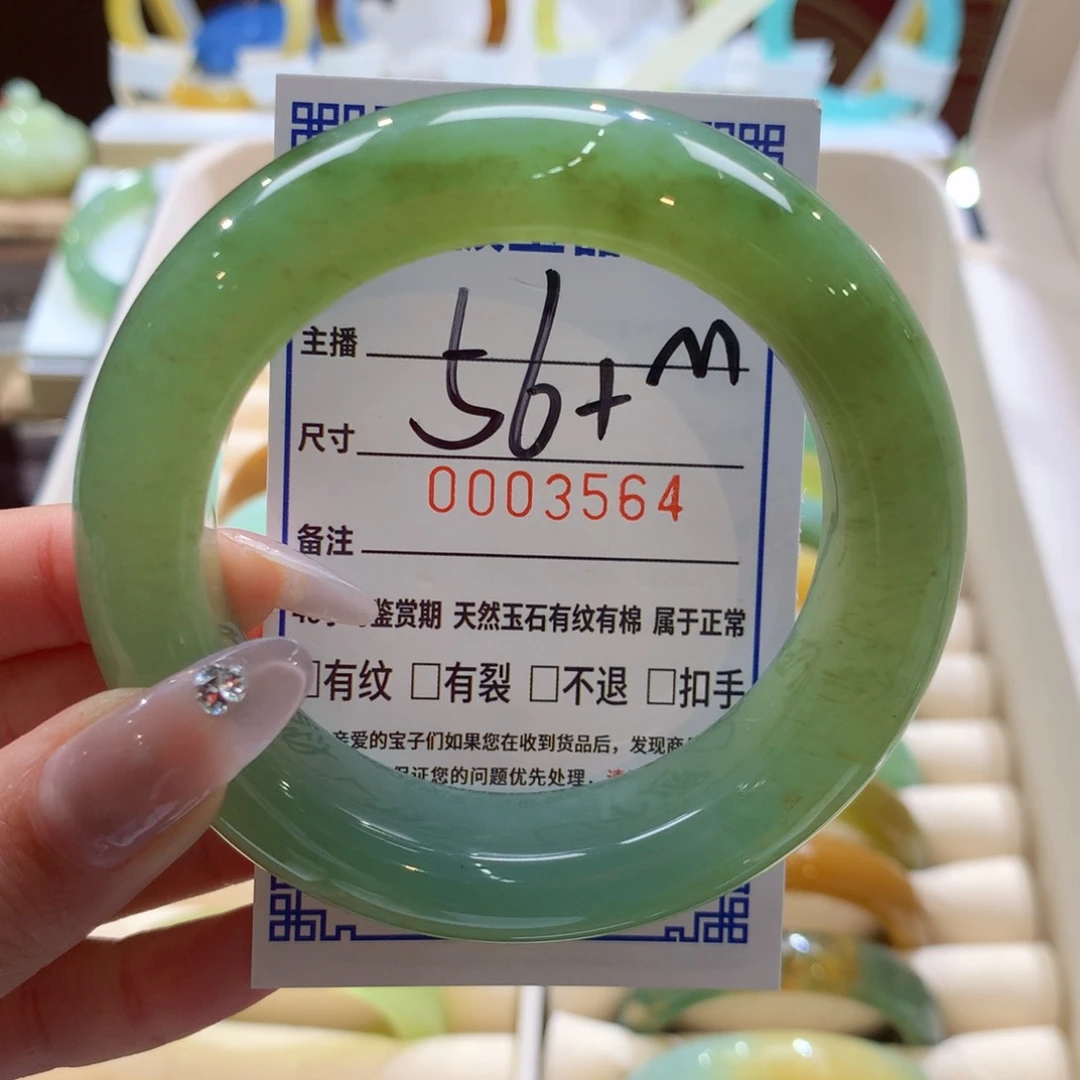 主播 M
尺寸 56+
0003564
备注
鉴赏期 天然玉石有纹有棉 属于正常
□有纹 □有裂 □不退 □扣手
亲爱的宝子们如果您在收到货品后，发现商
保证您的问题优先处理，请